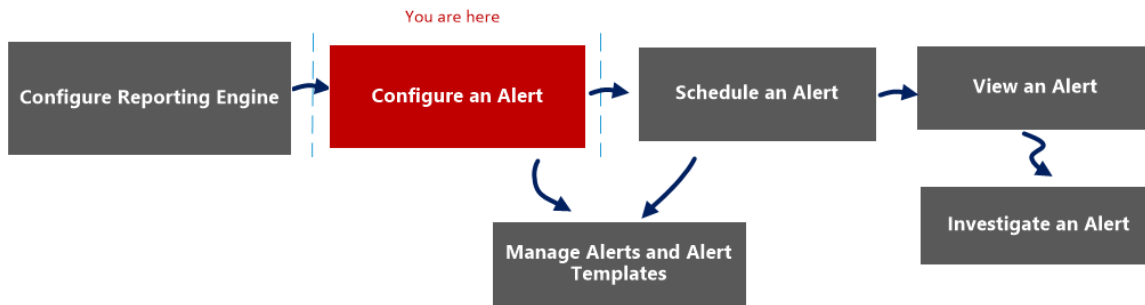 You are here
Configure Reporting Engine
Configure an Alert
Schedule an Alert
View an Alert
Manage Alerts and Alert
Templates
Investigate an Alert